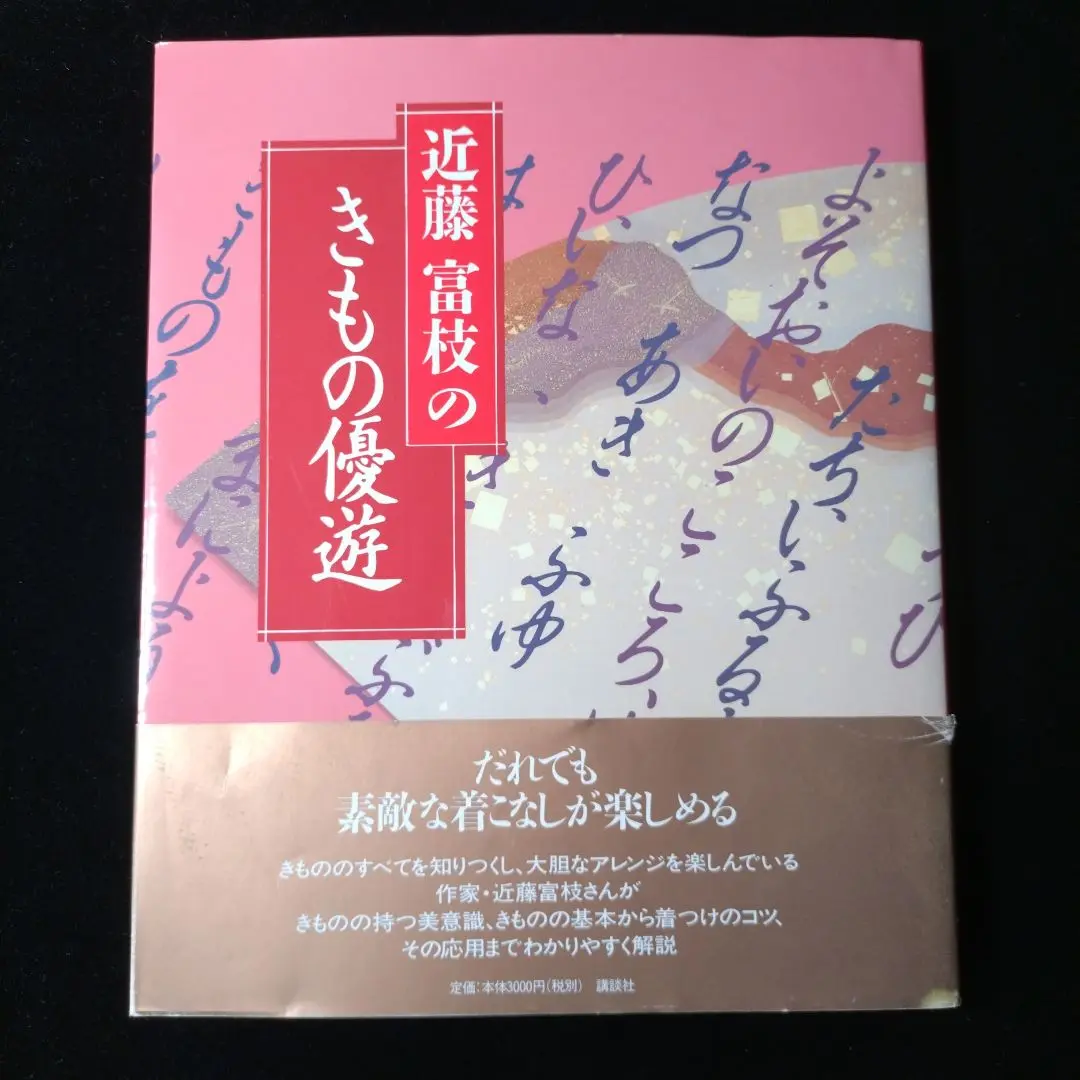 近藤富枝の
きもの優遊
よそおいのこころ、
なつ
ひいな、
あき
ふゆ
だれでも
素敵な着こなしが楽しめる
きもののすべてを知りつくし、大胆なアレンジを楽しんでいる
作家・近藤富枝さんが
きものの持つ美意識、きものの基本から着つけのコツ、
その応用までわかりやすく解説
定価:本体3000円(税別) 講談社